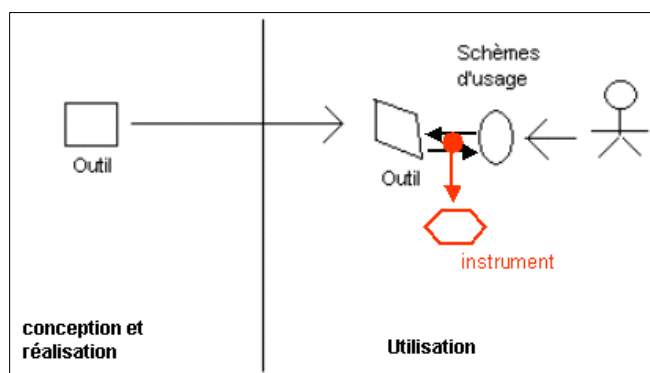 Schèmes
d'usage
Outil
Outil
instrument
conception et
réalisation
Utilisation